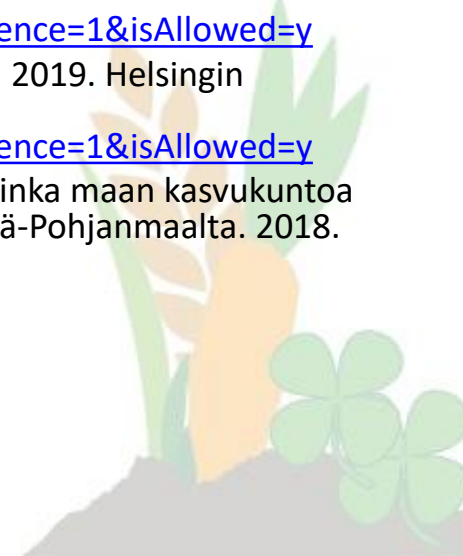 ence=1&isAllowed=y
2019. Helsingin
ence=1&isAllowed=y
inka maan kasvukuntoa
ä-Pohjanmaalta. 2018.